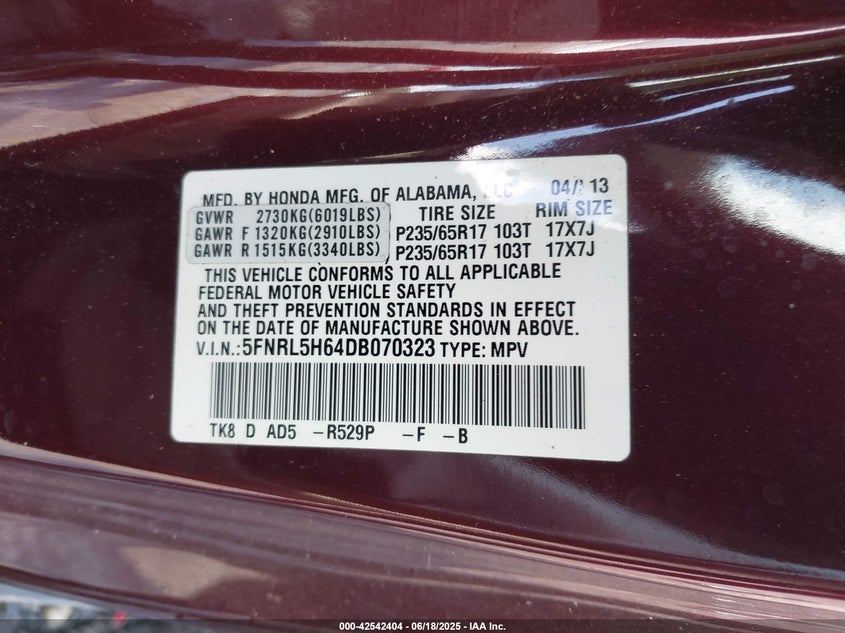 MFD. BY HONDA MFG. OF ALABAMA, LLC 04/13
GVWR 2730KG(6019LBS) TIRE SIZE RIM SIZE
GAWR F 1320KG(2910LBS) P235/65R17 103T 17X7J
GAWR R 1515KG(3340LBS) P235/65R17 103T 17X7J
THIS VEHICLE CONFORMS TO ALL APPLICABLE
FEDERAL MOTOR VEHICLE SAFETY
AND THEFT PREVENTION STANDARDS IN EFFECT
ON THE DATE OF MANUFACTURE SHOWN ABOVE.
V.I.N.:5FNRL5H64DB070323 TYPE: MPV
TK8 D AD5 -R529P -F -B
000-42542404 - 06/18/2025 - IAA Inc.